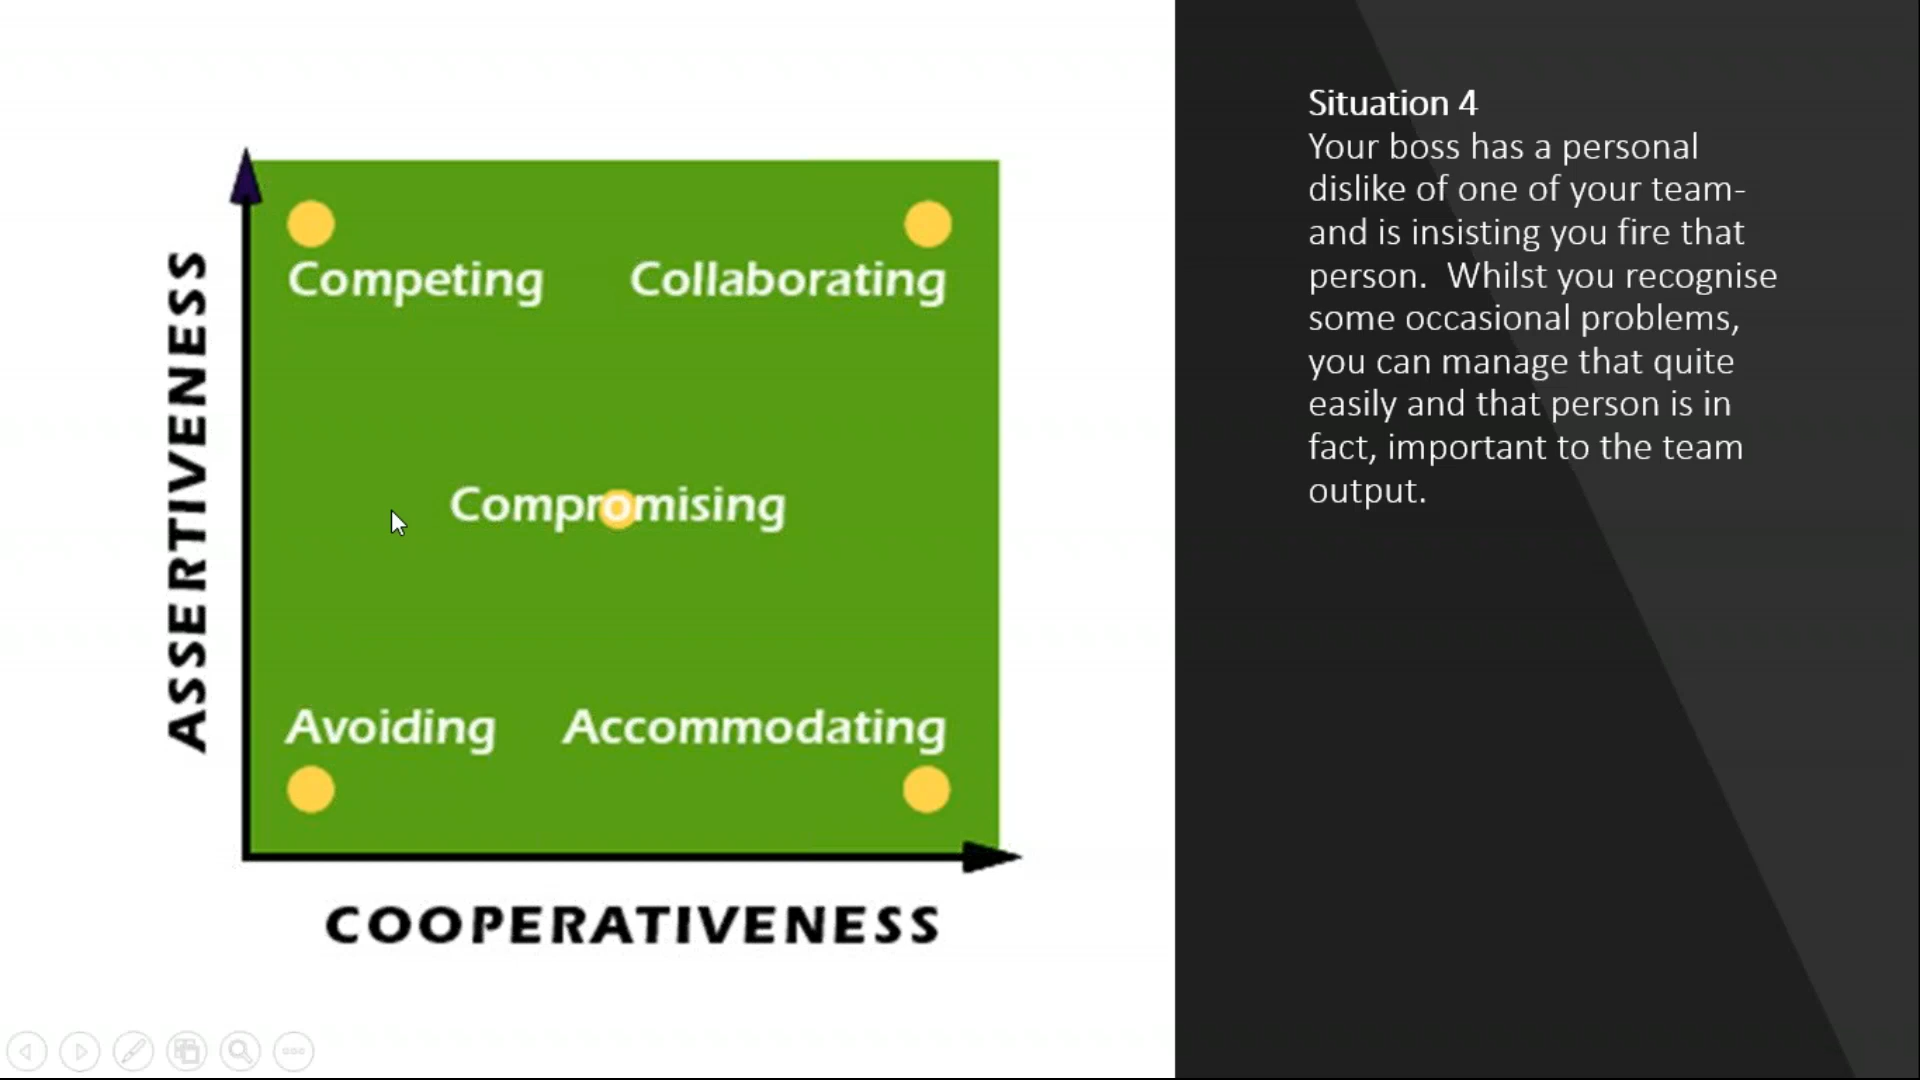 Competing
Collaborating
Compromising
Avoiding
Accommodating
ASSERTIVENESS
COOPERATIVENESS
Situation 4
Your boss has a personal
dislike of one of your team-
and is insisting you fire that
person.  Whilst you recognise
some occasional problems,
you can manage that quite
easily and that person is in
fact, important to the team
output.